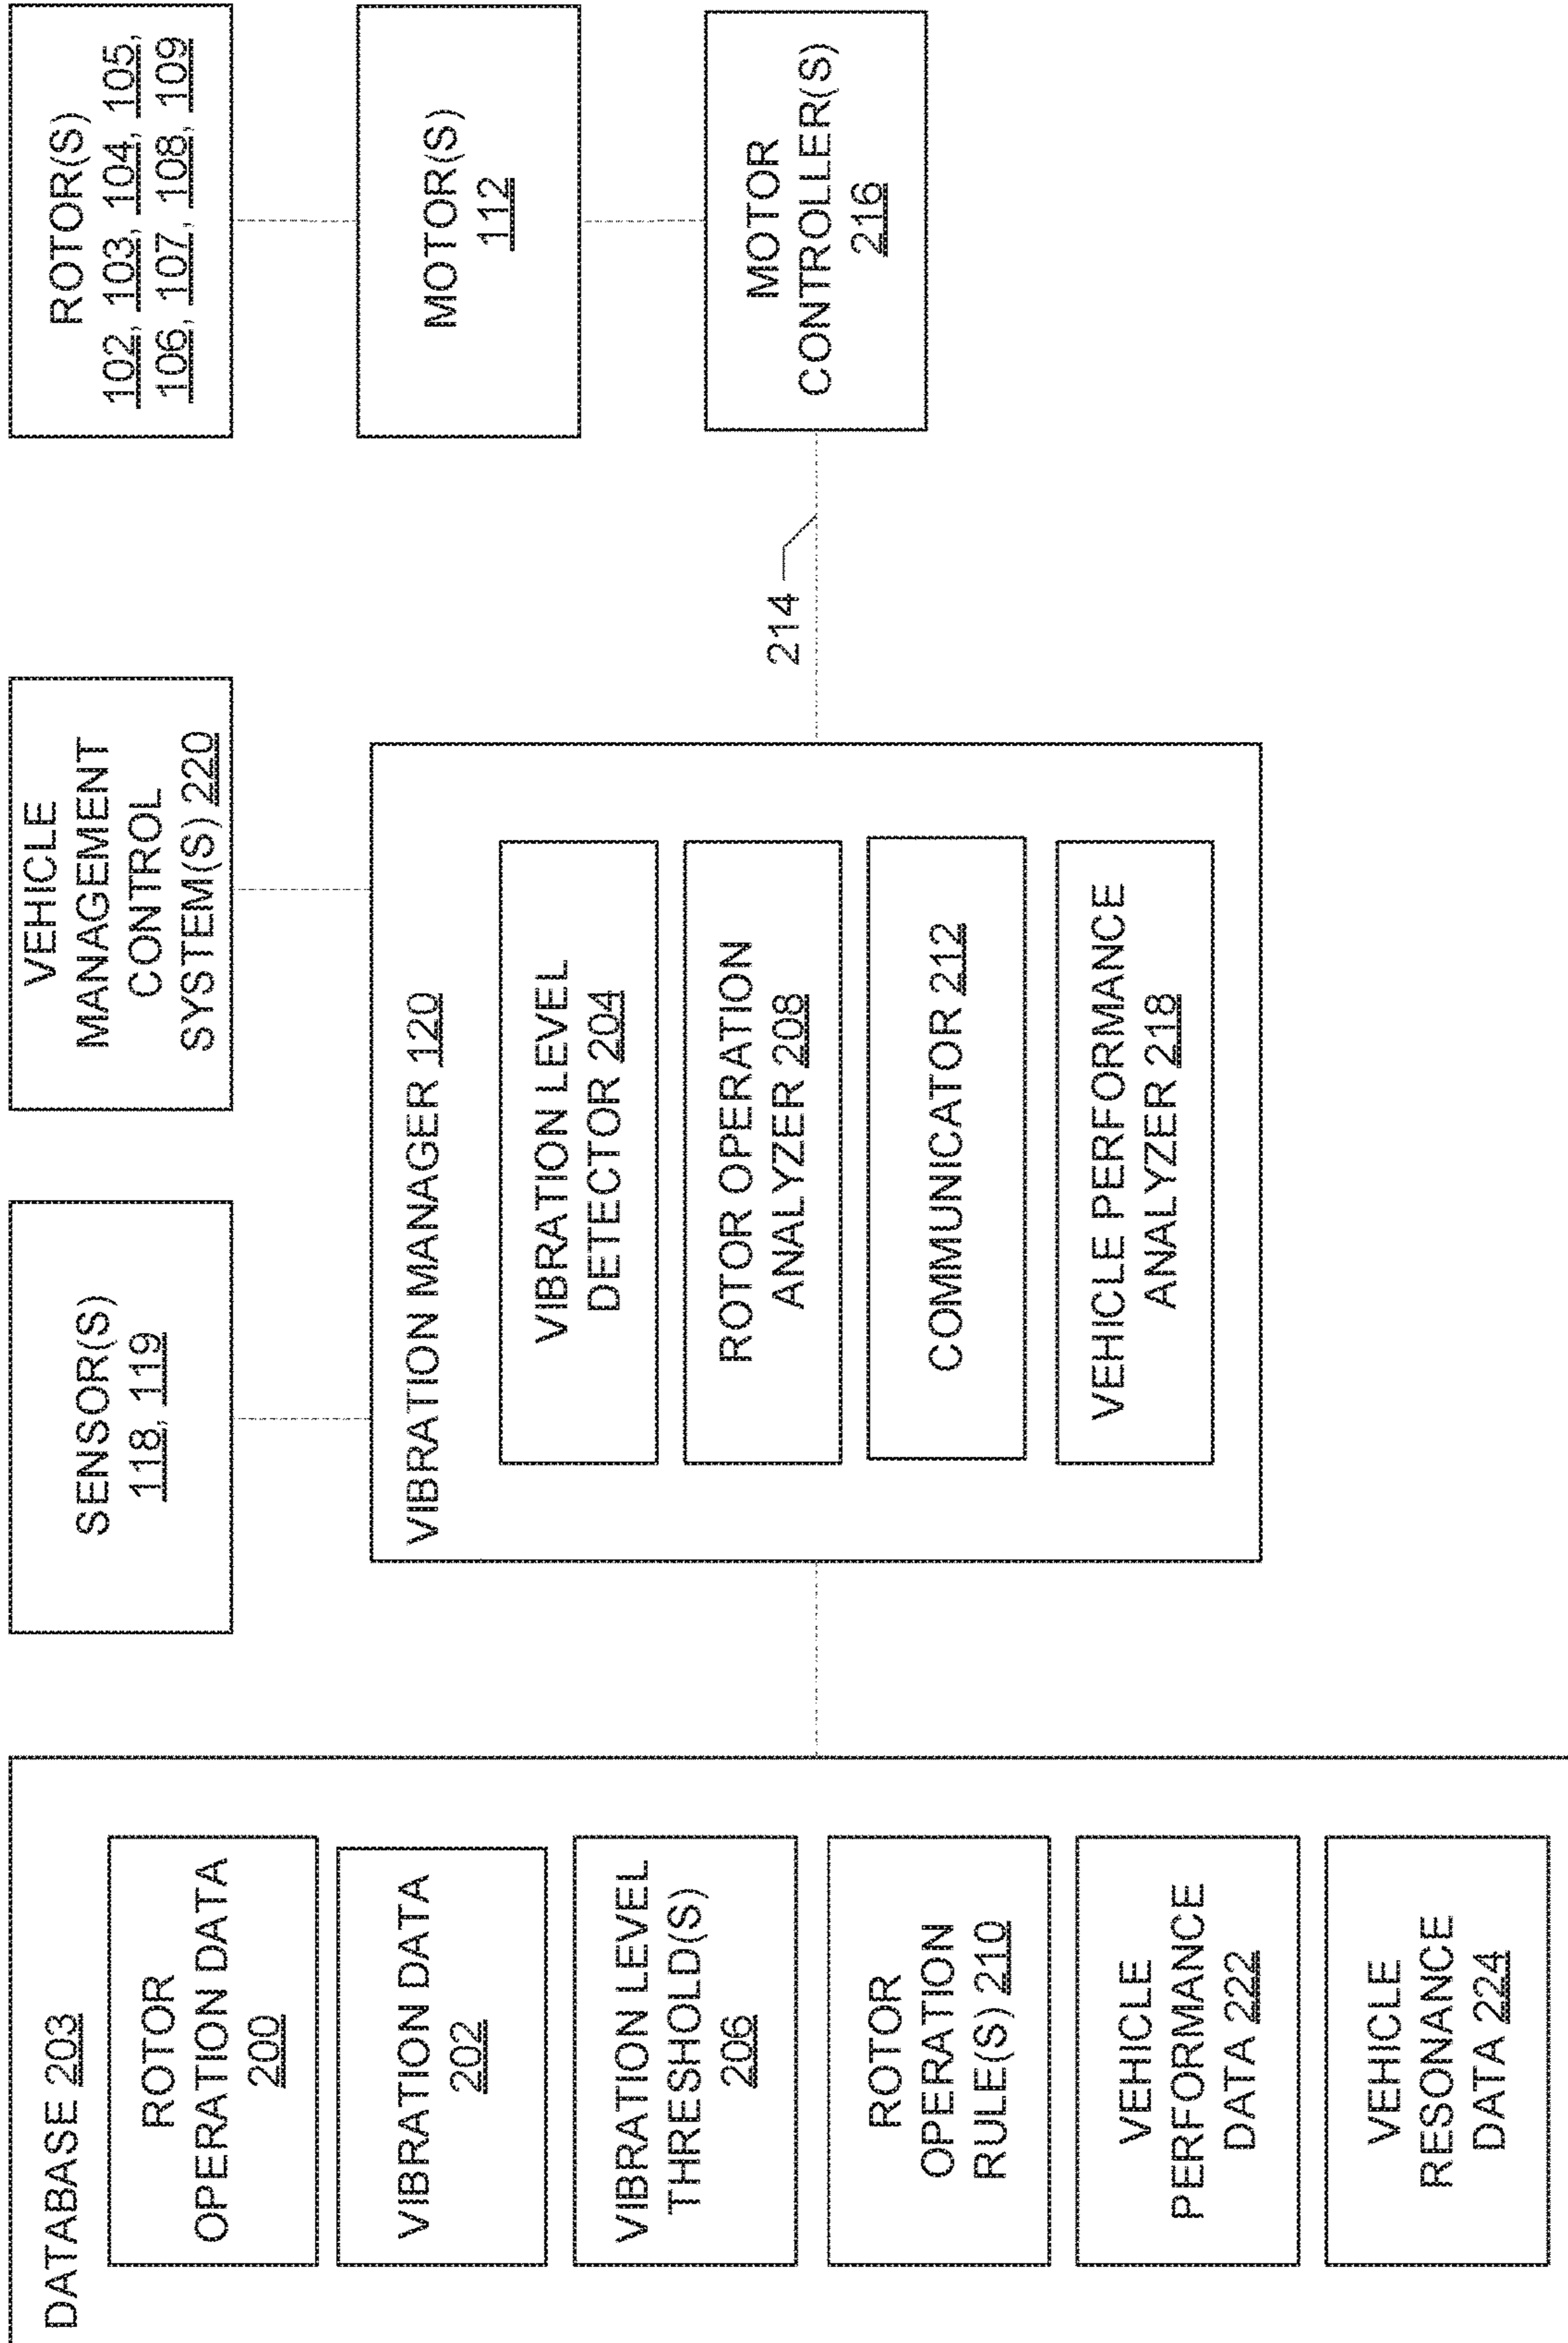 DATABASE 203
ROTOR
OPERATION DATA
200
VIBRATION DATA
202
VIBRATION LEVEL
THRESHOLD(S)
206
ROTOR
OPERATION
RULE(S) 210
VEHICLE
PERFORMANCE
DATA 222
VEHICLE
RESONANCE
DATA 224
SENSOR(S)
118, 119
VEHICLE
MANAGEMENT
CONTROL
SYSTEM(S) 220
VIBRATION MANAGER 120
VIBRATION LEVEL
DETECTOR 204
ROTOR OPERATION
ANALYZER 208
COMMUNICATOR 212
VEHICLE PERFORMANCE
ANALYZER 218
214
ROTOR(S)
102, 103, 104, 105,
106, 107, 108, 109
MOTOR(S)
112
MOTOR
CONTROLLER(S)
216